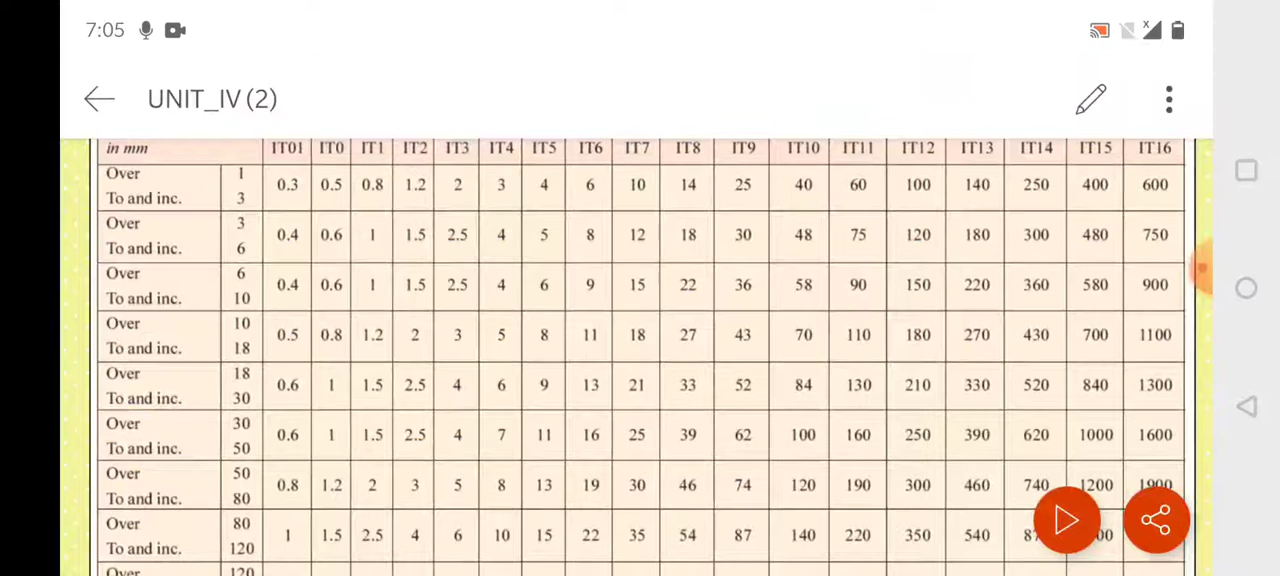 7:05
UNIT_IV (2)
in mm IT01 IT0 IT1 IT2 IT3 IT4 IT5 IT6 IT7 IT8 IT9 IT10 IT11 IT12 IT13 IT14 IT15 IT16
Over 1
0.3 0.5 0.8 1.2 2 3 4 6 10 14 25 40 60 100 140 250 400 600
To and inc. 3
Over 3
0.4 0.6 1 1.5 2.5 4 5 8 12 18 30 48 75 120 180 300 480 750
To and inc. 6
Over 6
0.4 0.6 1 1.5 2.5 4 6 9 15 22 36 58 90 150 220 360 580 900
To and inc. 10
Over 10
0.5 0.8 1.2 2 3 5 8 11 18 27 43 70 110 180 270 430 700 1100
To and inc. 18
Over 18
0.6 1 1.5 2.5 4 6 9 13 21 33 52 84 130 210 330 520 840 1300
To and inc. 30
Over 30
0.6 1 1.5 2.5 4 7 11 16 25 39 62 100 160 250 390 620 1000 1600
To and inc. 50
Over 50
0.8 1.2 2 3 5 8 13 19 30 46 74 120 190 300 460 740 1200 1900
To and inc. 80
Over 80
1 1.5 2.5 4 6 10 15 22 35 54 87 140 220 350 540
To and inc. 120
Over 120